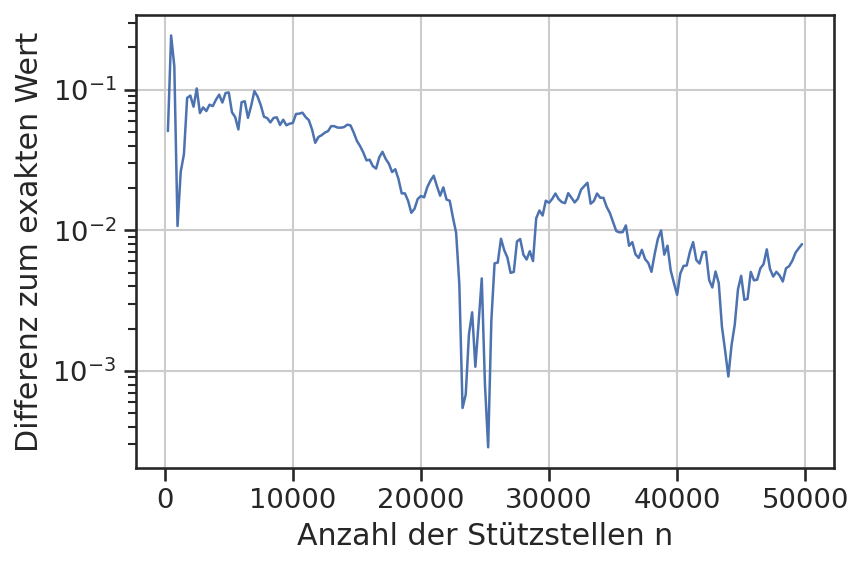 Differenz zum exakten Wert
10⁻¹
10⁻²
10⁻³
0 10000 20000 30000 40000 50000
Anzahl der Stützstellen n